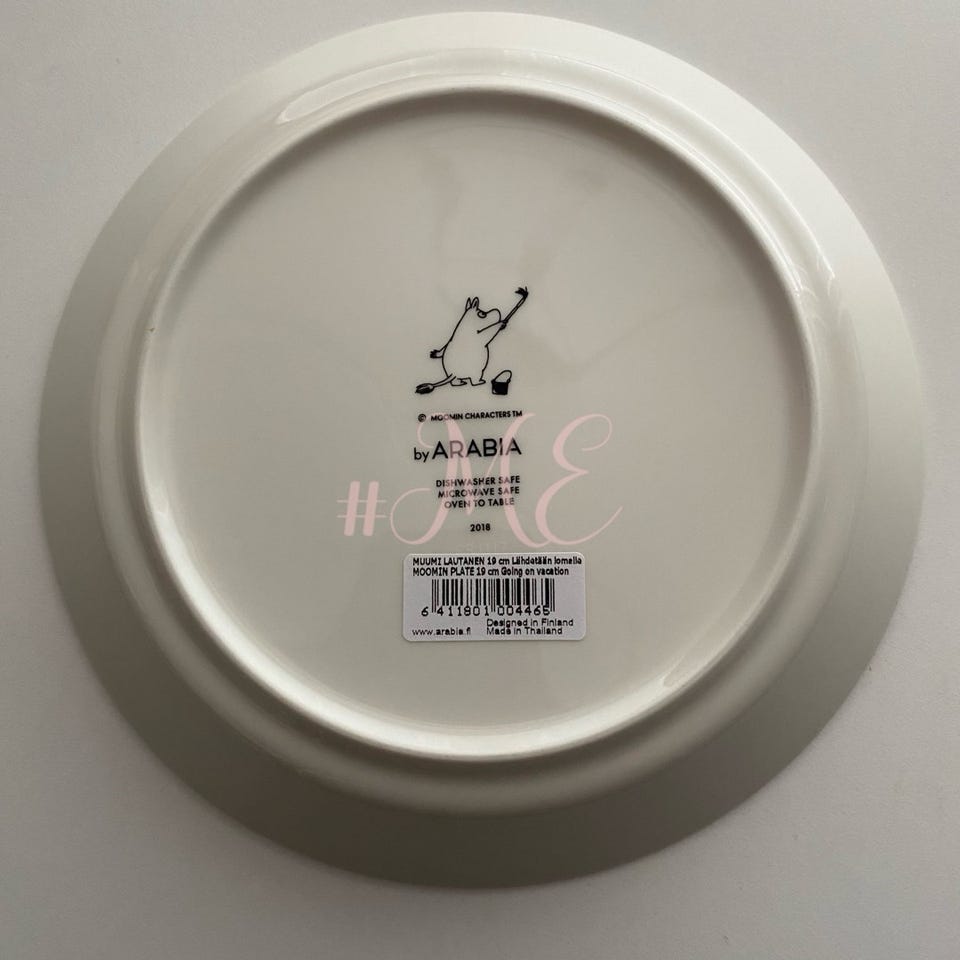 © MOOMIN CHARACTERS TM
by ARABIA
#ME
DISHWASHER SAFE
MICROWAVE SAFE
OVEN TO TABLE
2018
MUUMI LAUTANEN 19 cm Lähdetään lomalle
MOOMIN PLATE 19 cm Going on vacation
6 411801 004465
Designed in Finland
www.arabia.fi Made in Thailand